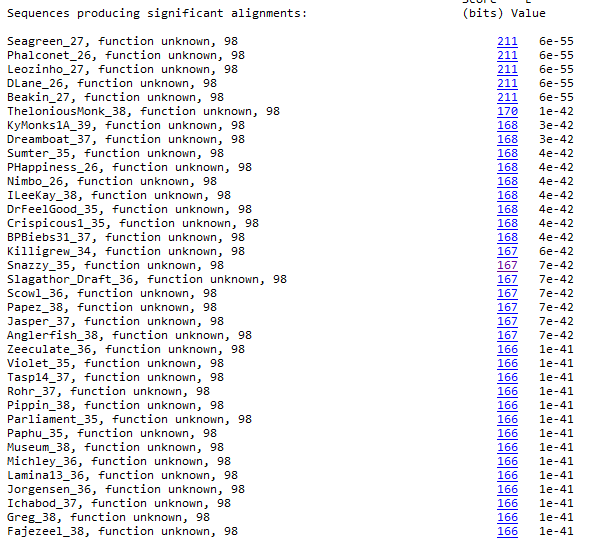 Score E
Sequences producing significant alignments: (bits) Value
Seagreen_27, function unknown, 98 211 6e-55
Phalconet_26, function unknown, 98 211 6e-55
Leozinho_27, function unknown, 98 211 6e-55
DLane_26, function unknown, 98 211 6e-55
Beakin_27, function unknown, 98 211 6e-55
TheloniousMonk_38, function unknown, 98 170 1e-42
KyMonks1A_39, function unknown, 98 168 3e-42
Dreamboat_37, function unknown, 98 168 3e-42
Sumter_35, function unknown, 98 168 4e-42
PHappiness_26, function unknown, 98 168 4e-42
Nimbo_26, function unknown, 98 168 4e-42
ILeeKay_38, function unknown, 98 168 4e-42
DrFeelGood_35, function unknown, 98 168 4e-42
Crispicous1_35, function unknown, 98 168 4e-42
BPBiebs31_37, function unknown, 98 168 4e-42
Killigrew_34, function unknown, 98 167 6e-42
Snazzy_35, function unknown, 98 167 7e-42
Slagathor_Draft_36, function unknown, 98 167 7e-42
Scowl_36, function unknown, 98 167 7e-42
Papez_38, function unknown, 98 167 7e-42
Jasper_37, function unknown, 98 167 7e-42
Anglerfish_38, function unknown, 98 167 7e-42
Zeeculate_36, function unknown, 98 166 1e-41
Violet_35, function unknown, 98 166 1e-41
Tasp14_37, function unknown, 98 166 1e-41
Rohr_37, function unknown, 98 166 1e-41
Pippin_38, function unknown, 98 166 1e-41
Parliament_35, function unknown, 98 166 1e-41
Paphu_35, function unknown, 98 166 1e-41
Museum_38, function unknown, 98 166 1e-41
Michley_36, function unknown, 98 166 1e-41
Lamina13_36, function unknown, 98 166 1e-41
Jorgensen_36, function unknown, 98 166 1e-41
Ichabod_37, function unknown, 98 166 1e-41
Greg_38, function unknown, 98 166 1e-41
Fajezeel_38, function unknown, 98 166 1e-41